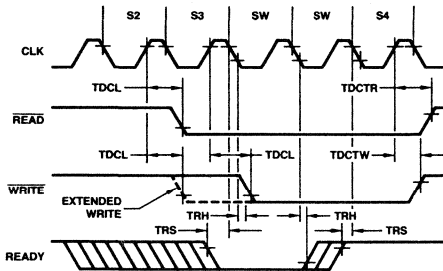 S2 S3 SW SW S4
CLK
TDCL TDCTR
READ
TDCL TDCL TDCTW
WRITE
EXTENDED
WRITE
TRH TRH
TRS TRS
READY